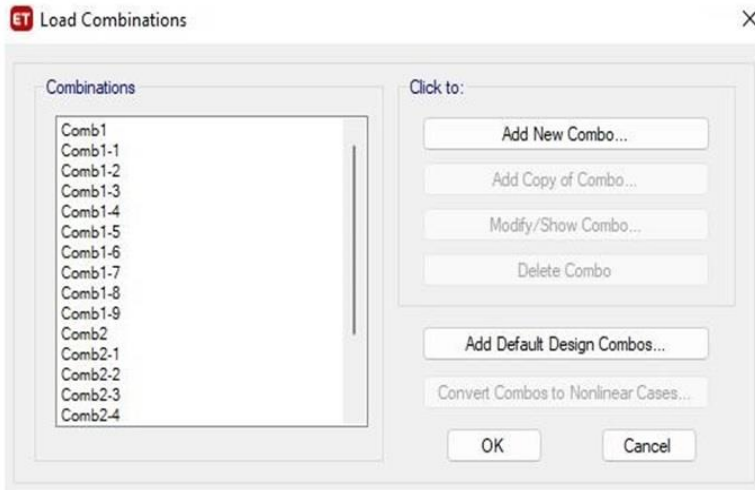 ET Load Combinations
Combinations
Comb1
Comb1-1
Comb1-2
Comb1-3
Comb1-4
Comb1-5
Comb1-6
Comb1-7
Comb1-8
Comb1-9
Comb2
Comb2-1
Comb2-2
Comb2-3
Comb2-4
Click to:
Add New Combo...
Add Copy of Combo...
Modify/Show Combo...
Delete Combo
Add Default Design Combos...
Convert Combos to Nonlinear Cases...
OK
Cancel